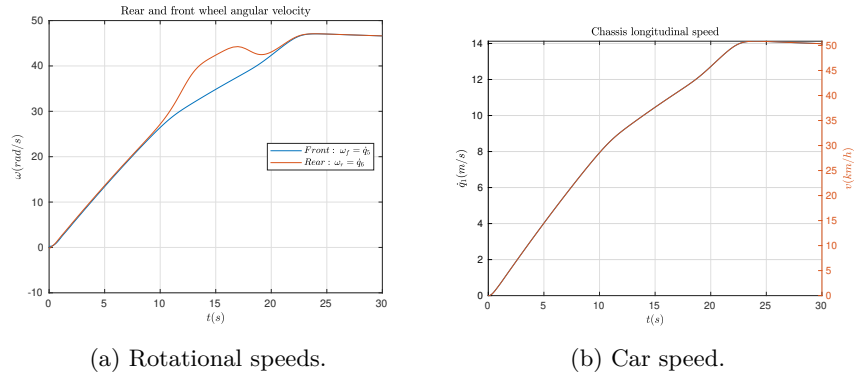 Rear and front wheel angular velocity
50
40
30
20
10
0
-10
ω(rad/s)
Front : ω_f = q̇₅
Rear : ω_r = q̇₆
0 5 10 15 20 25 30
t(s)
(a) Rotational speeds.
Chassis longitudinal speed
14
12
10
8
6
4
2
0
q̇₁(m/s)
50
45
40
35
30
25
20
15
10
5
0
v(km/h)
0 5 10 15 20 25 30
t(s)
(b) Car speed.